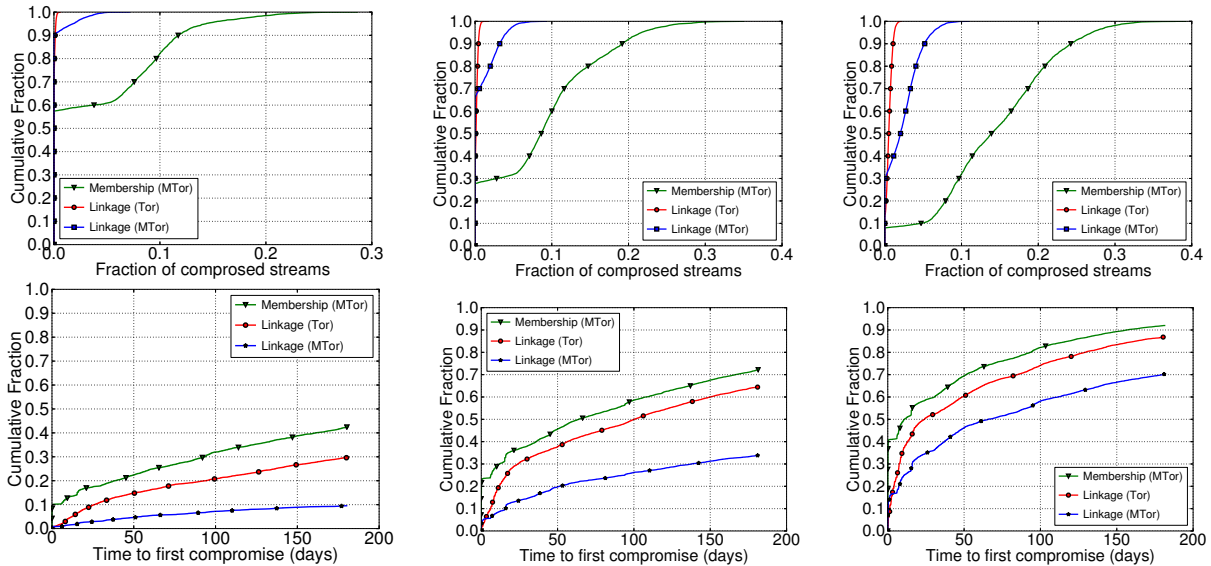 1.0
0.9
0.8
0.7
0.6
0.5
0.4
0.3
0.2
0.1
0.0
Cumulative Fraction
Membership (MTor)
Linkage (Tor)
Linkage (MTor)
0.0 0.1 0.2 0.3
Fraction of comprosed streams
1.0
0.9
0.8
0.7
0.6
0.5
0.4
0.3
0.2
0.1
0.0
Cumulative Fraction
Membership (MTor)
Linkage (Tor)
Linkage (MTor)
0.0 0.1 0.2 0.3 0.4
Fraction of comprosed streams
1.0
0.9
0.8
0.7
0.6
0.5
0.4
0.3
0.2
0.1
0.0
Cumulative Fraction
Membership (MTor)
Linkage (Tor)
Linkage (MTor)
0.0 0.1 0.2 0.3 0.4
Fraction of comprosed streams
1.0
0.9
0.8
0.7
0.6
0.5
0.4
0.3
0.2
0.1
0.0
Cumulative Fraction
Membership (MTor)
Linkage (Tor)
Linkage (MTor)
0 50 100 150 200
Time to first compromise (days)
1.0
0.9
0.8
0.7
0.6
0.5
0.4
0.3
0.2
0.1
0.0
Cumulative Fraction
Membership (MTor)
Linkage (Tor)
Linkage (MTor)
0 50 100 150 200
Time to first compromise (days)
1.0
0.9
0.8
0.7
0.6
0.5
0.4
0.3
0.2
0.1
0.0
Cumulative Fraction
Membership (MTor)
Linkage (Tor)
Linkage (MTor)
0 50 100 150 200
Time to first compromise (days)